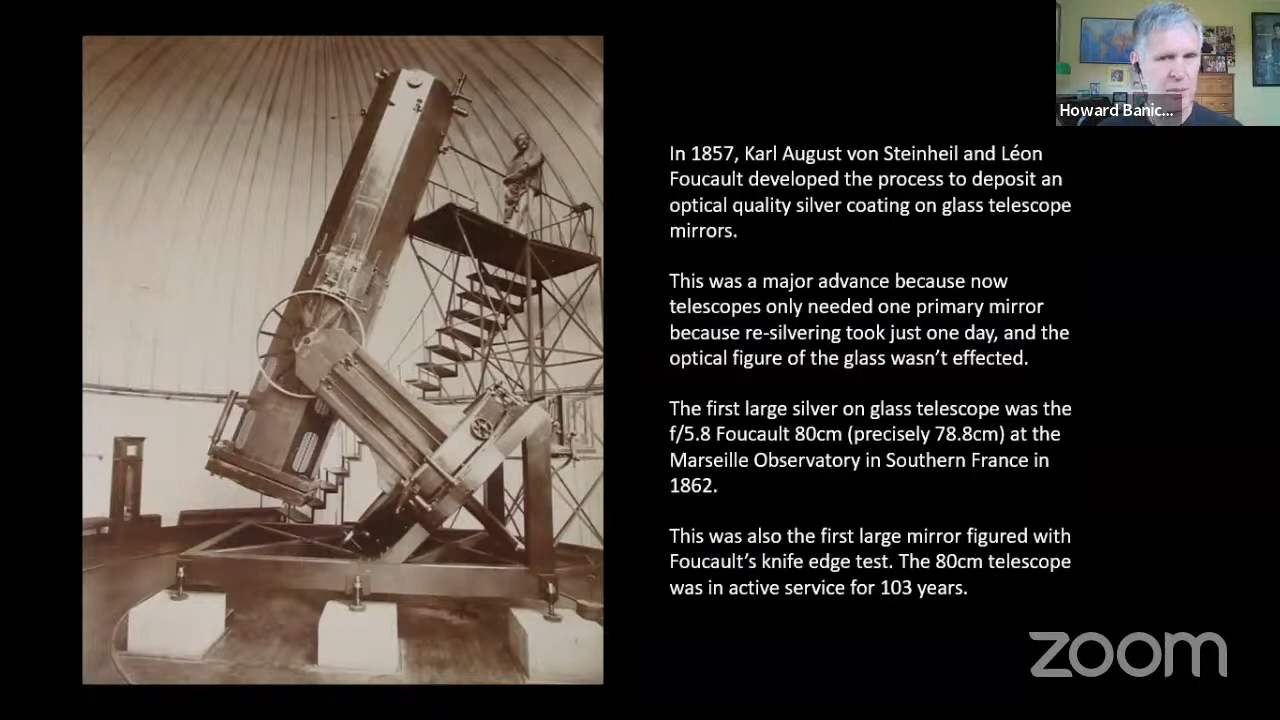 Howard Banic...
In 1857, Karl August von Steinheil and Léon
Foucault developed the process to deposit an
optical quality silver coating on glass telescope
mirrors.
This was a major advance because now
telescopes only needed one primary mirror
because re-silvering took just one day, and the
optical figure of the glass wasn’t effected.
The first large silver on glass telescope was the
f/5.8 Foucault 80cm (precisely 78.8cm) at the
Marseille Observatory in Southern France in
1862.
This was also the first large mirror figured with
Foucault’s knife edge test. The 80cm telescope
was in active service for 103 years.
zoom